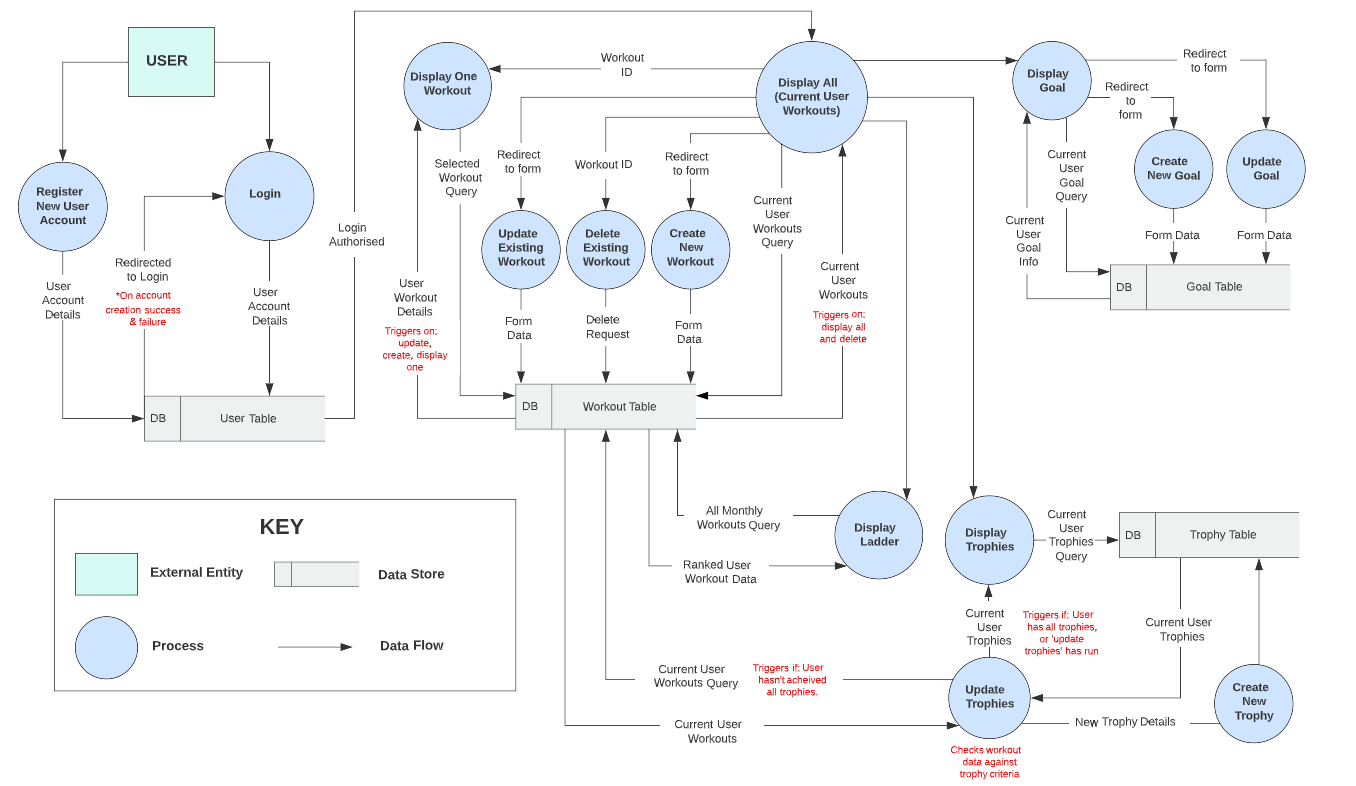 USER
Register
New User
Account
Login
User
Account
Details
Redirected
to Login
*On account
creation success
& failure
User
Account
Details
DB
User Table
Login
Authorised
Display One
Workout
Workout
ID
Display All
(Current User
Workouts)
Selected
Workout
Query
Redirect
to form
Workout ID
Redirect
to form
Update
Existing
Workout
Delete
Existing
Workout
Create
New
Workout
Current
User
Workouts
Query
User
Workout
Details
Triggers on:
update,
create, display
one
Form
Data
Delete
Request
Form
Data
Current
User
Workouts
Triggers on:
display all
and delete
DB
Workout Table
Display
Goal
Redirect
to form
Redirect
to
form
Create
New Goal
Update
Goal
Current
User
Goal
Query
Current
User
Goal
Info
Form Data
Form Data
DB
Goal Table
All Monthly
Workouts Query
Ranked User
Workout Data
Display
Ladder
Display
Trophies
Current
User
Trophies
Query
DB
Trophy Table
Current
User
Trophies
Triggers if: User
has all trophies,
or 'update
trophies' has run
Current User
Trophies
Current User
Workouts Query
Triggers if: User
hasn't acheived
all trophies.
Update
Trophies
Create
New
Trophy
New Trophy Details
Current User
Workouts
Checks workout
data against
trophy criteria
KEY
External Entity
Data Store
Process
Data Flow